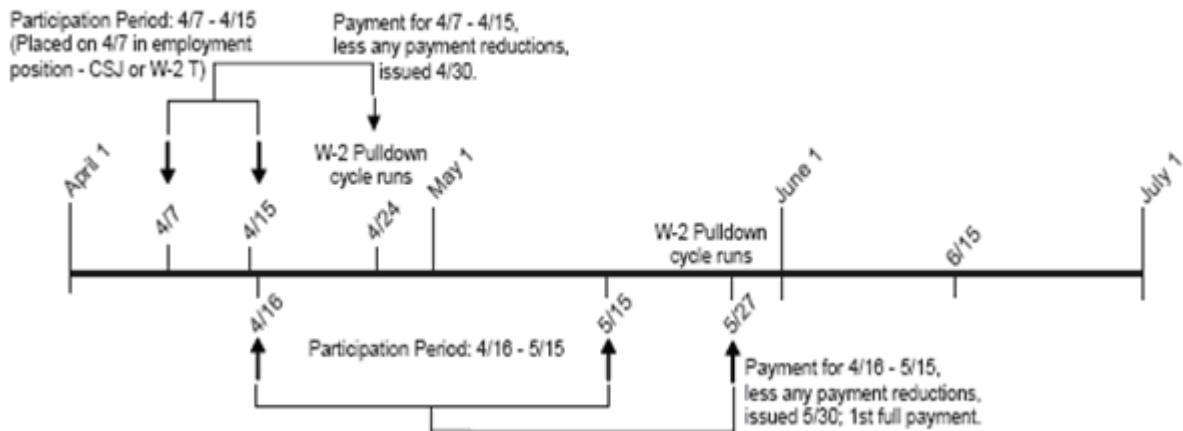 Participation Period: 4/7 - 4/15
(Placed on 4/7 in employment
position - CSJ or W-2 T)
Payment for 4/7 - 4/15,
less any payment reductions,
issued 4/30.
W-2 Pulldown
cycle runs
April 1
4/7
4/15
4/24
May 1
W-2 Pulldown
cycle runs
June 1
6/15
July 1
4/16
Participation Period: 4/16 - 5/15
5/15
5/27
Payment for 4/16 - 5/15,
less any payment reductions,
issued 5/30; 1st full payment.